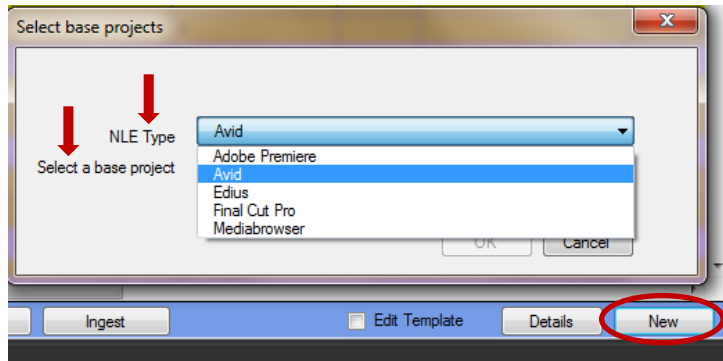 Select base projects
NLE Type
Avid
Select a base project
Adobe Premiere
Avid
Edius
Final Cut Pro
Mediabrowser
OK
Cancel
Ingest
Edit Template
Details
New